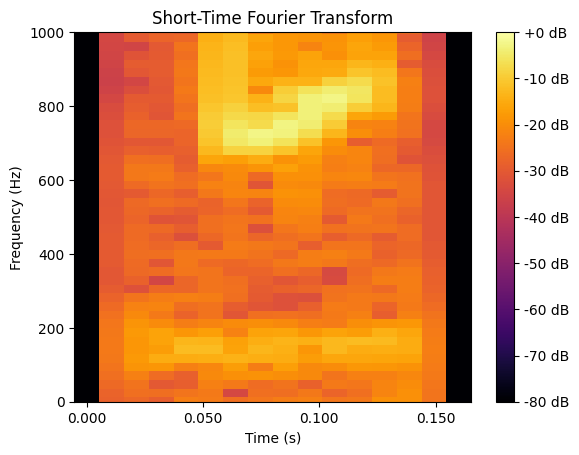 Short-Time Fourier Transform
Frequency (Hz)
1000
800
600
400
200
0
0.000
0.050
0.100
0.150
Time (s)
+0 dB
-10 dB
-20 dB
-30 dB
-40 dB
-50 dB
-60 dB
-70 dB
-80 dB